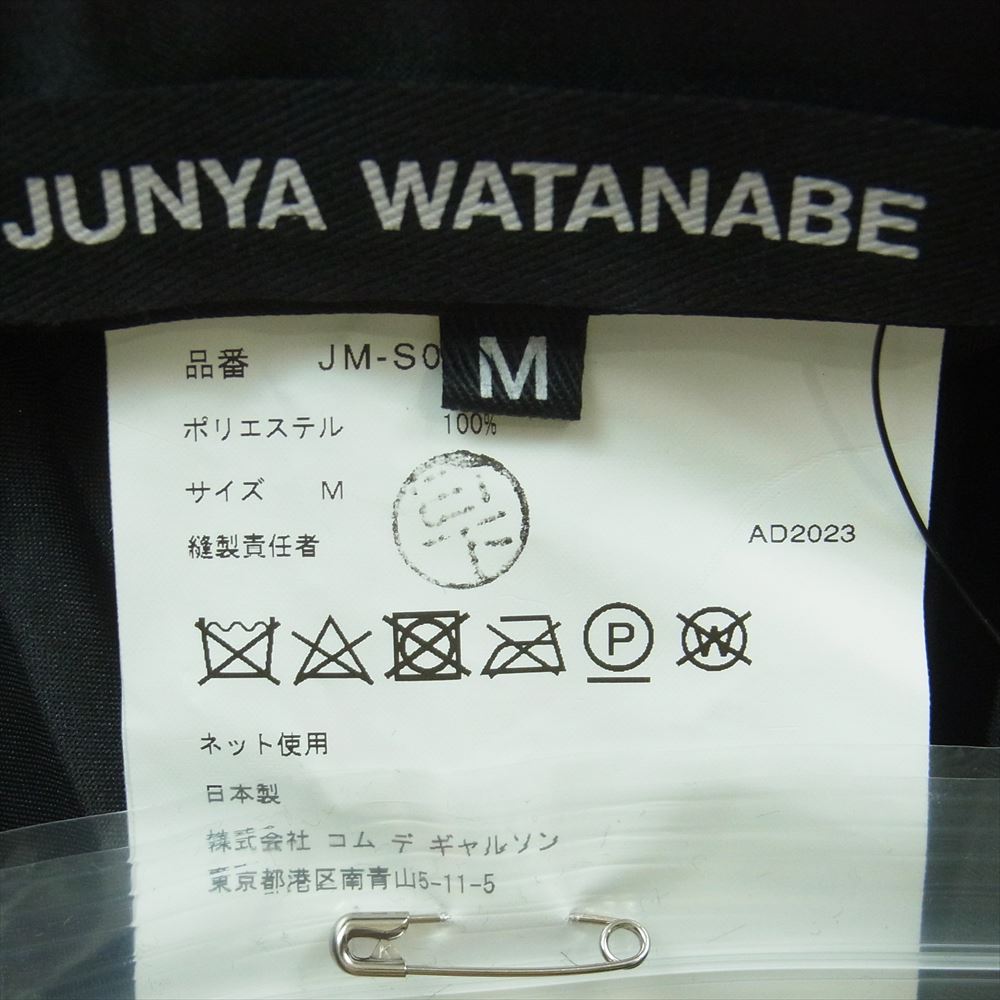 JUNYA WATANABE
M
品番 JM-S0
ポリエステル 100%
サイズ M
縫製責任者
AD2023
P
W
ネット使用
日本製
株式会社 コム デ ギャルソン
東京都港区南青山5-11-5